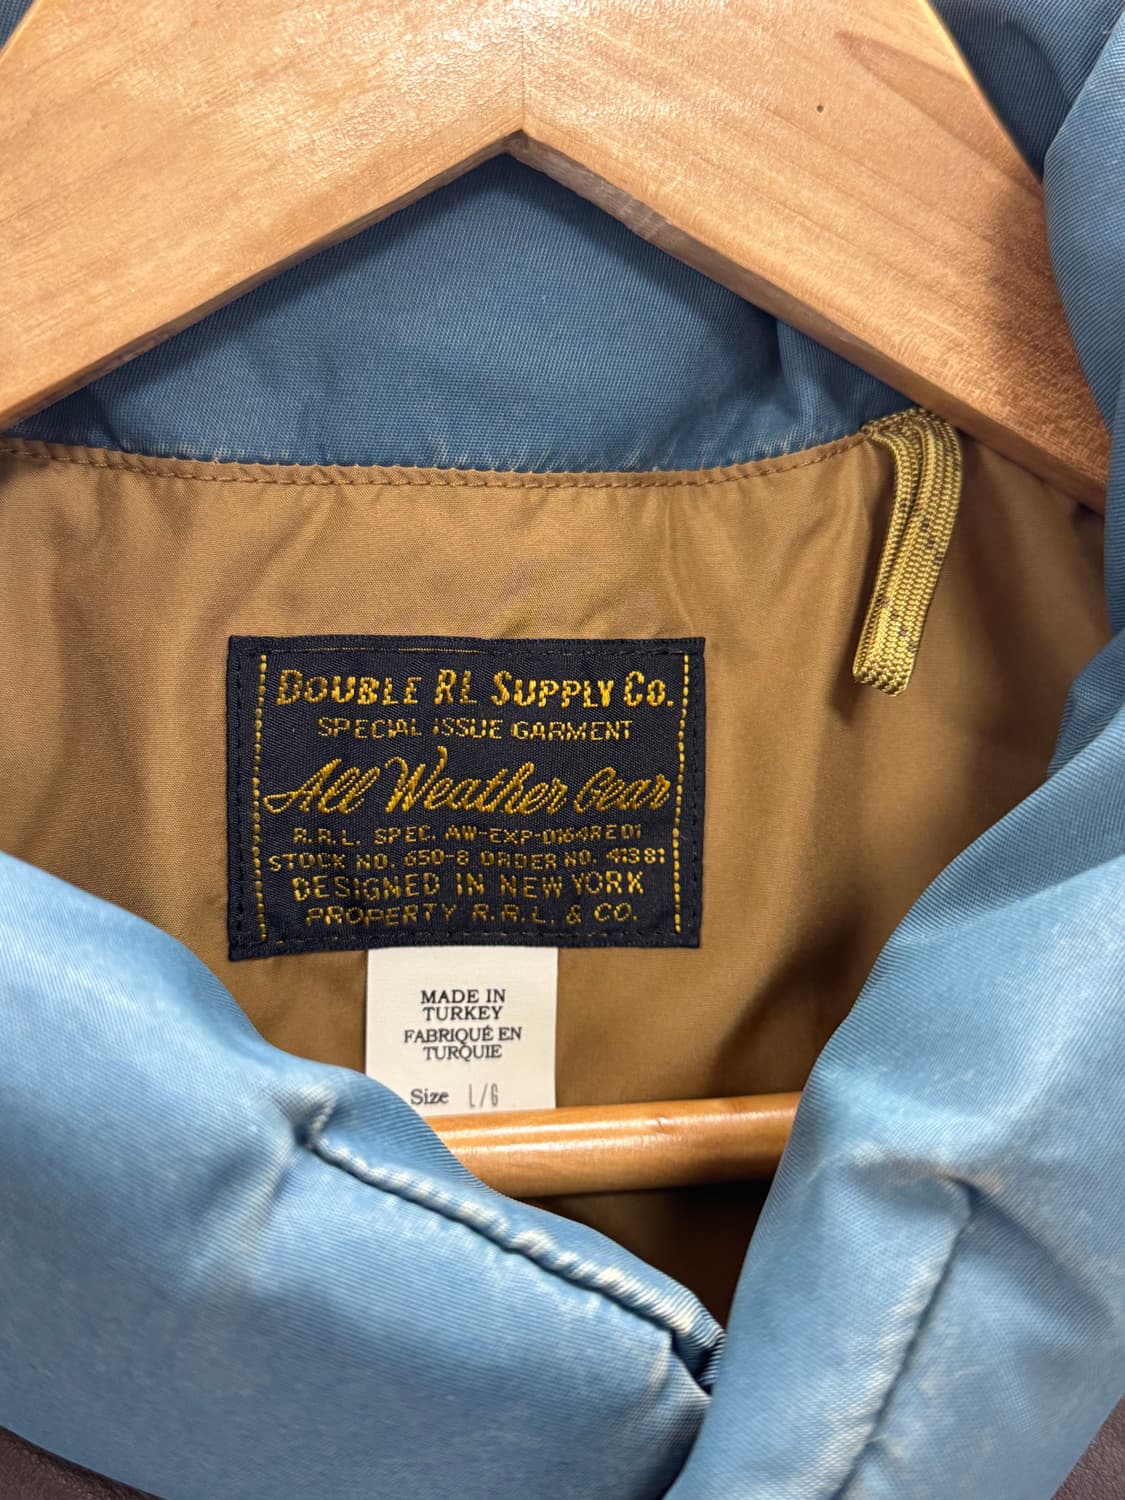 DOUBLE RL SUPPLY CO.
SPECIAL ISSUE GARMENT
All Weather Gear
R.R.L. SPEC. AW-EXP-0164RE01
STOCK NO. 650-8 ORDER NO. 41381
DESIGNED IN NEW YORK
PROPERTY R.R.L. & CO.
MADE IN
TURKEY
FABRIQUÉ EN
TURQUIE
Size L/G